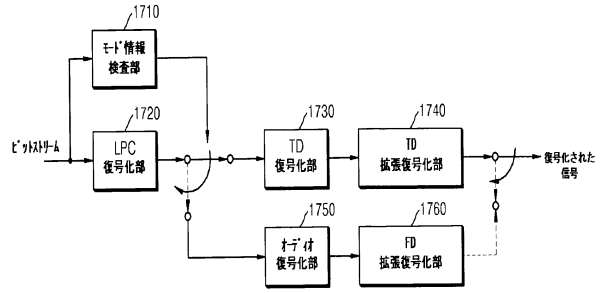 1710
モード情報
検査部
1720
1730
1740
ビットストリーム
LPC
復号化部
TD
復号化部
TD
拡張復号化部
復号化された
信号
1750
1760
オーディオ
復号化部
FD
拡張復号化部